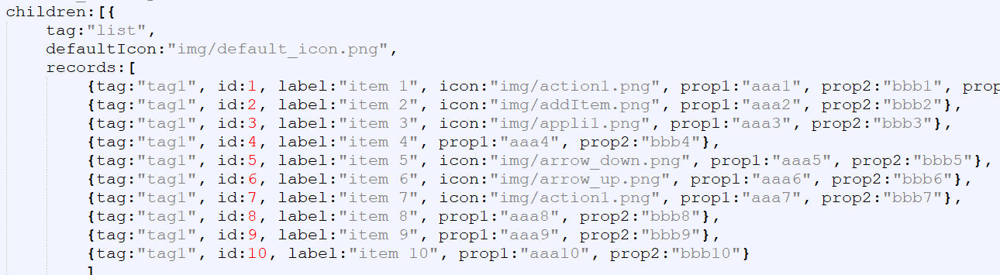 children:[{
tag:"list",
defaultIcon:"img/default_icon.png",
records:[
{tag:"tag1", id:1, label:"item 1", icon:"img/action1.png", prop1:"aaa1", prop2:"bbb1", prop
{tag:"tag1", id:2, label:"item 2", icon:"img/addItem.png", prop1:"aaa2", prop2:"bbb2"},
{tag:"tag1", id:3, label:"item 3", icon:"img/appli1.png", prop1:"aaa3", prop2:"bbb3"},
{tag:"tag1", id:4, label:"item 4", prop1:"aaa4", prop2:"bbb4"},
{tag:"tag1", id:5, label:"item 5", icon:"img/arrow_down.png", prop1:"aaa5", prop2:"bbb5"},
{tag:"tag1", id:6, label:"item 6", icon:"img/arrow_up.png", prop1:"aaa6", prop2:"bbb6"},
{tag:"tag1", id:7, label:"item 7", icon:"img/action1.png", prop1:"aaa7", prop2:"bbb7"},
{tag:"tag1", id:8, label:"item 8", prop1:"aaa8", prop2:"bbb8"},
{tag:"tag1", id:9, label:"item 9", prop1:"aaa9", prop2:"bbb9"},
{tag:"tag1", id:10, label:"item 10", prop1:"aaa10", prop2:"bbb10"}
]